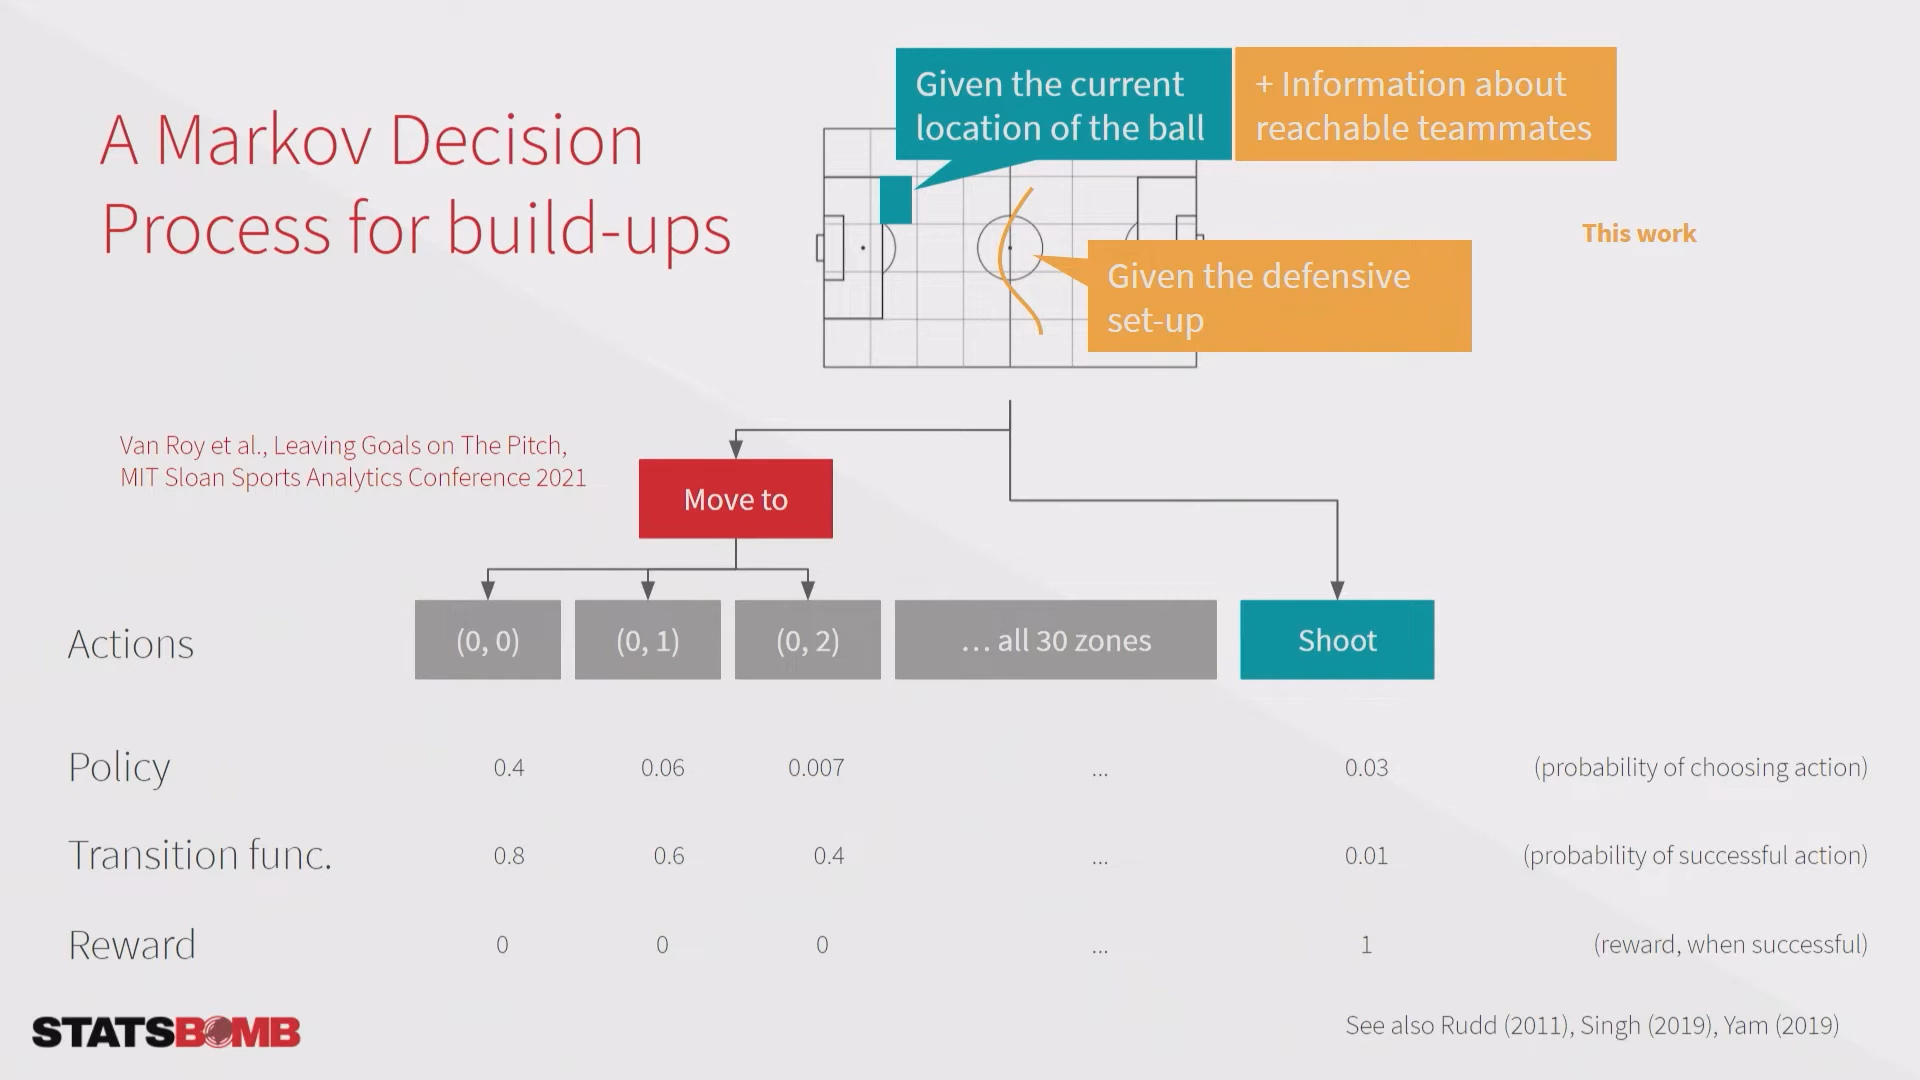 A Markov Decision
Process for build-ups
Given the current
location of the ball
+ Information about
reachable teammates
This work
Given the defensive
set-up
Van Roy et al., Leaving Goals on The Pitch,
MIT Sloan Sports Analytics Conference 2021
Move to
Actions
(0, 0)
(0, 1)
(0, 2)
... all 30 zones
Shoot
Policy
0.4
0.06
0.007
...
0.03
(probability of choosing action)
Transition func.
0.8
0.6
0.4
...
0.01
(probability of successful action)
Reward
0
0
0
...
1
(reward, when successful)
STATSBOMB
See also Rudd (2011), Singh (2019), Yam (2019)